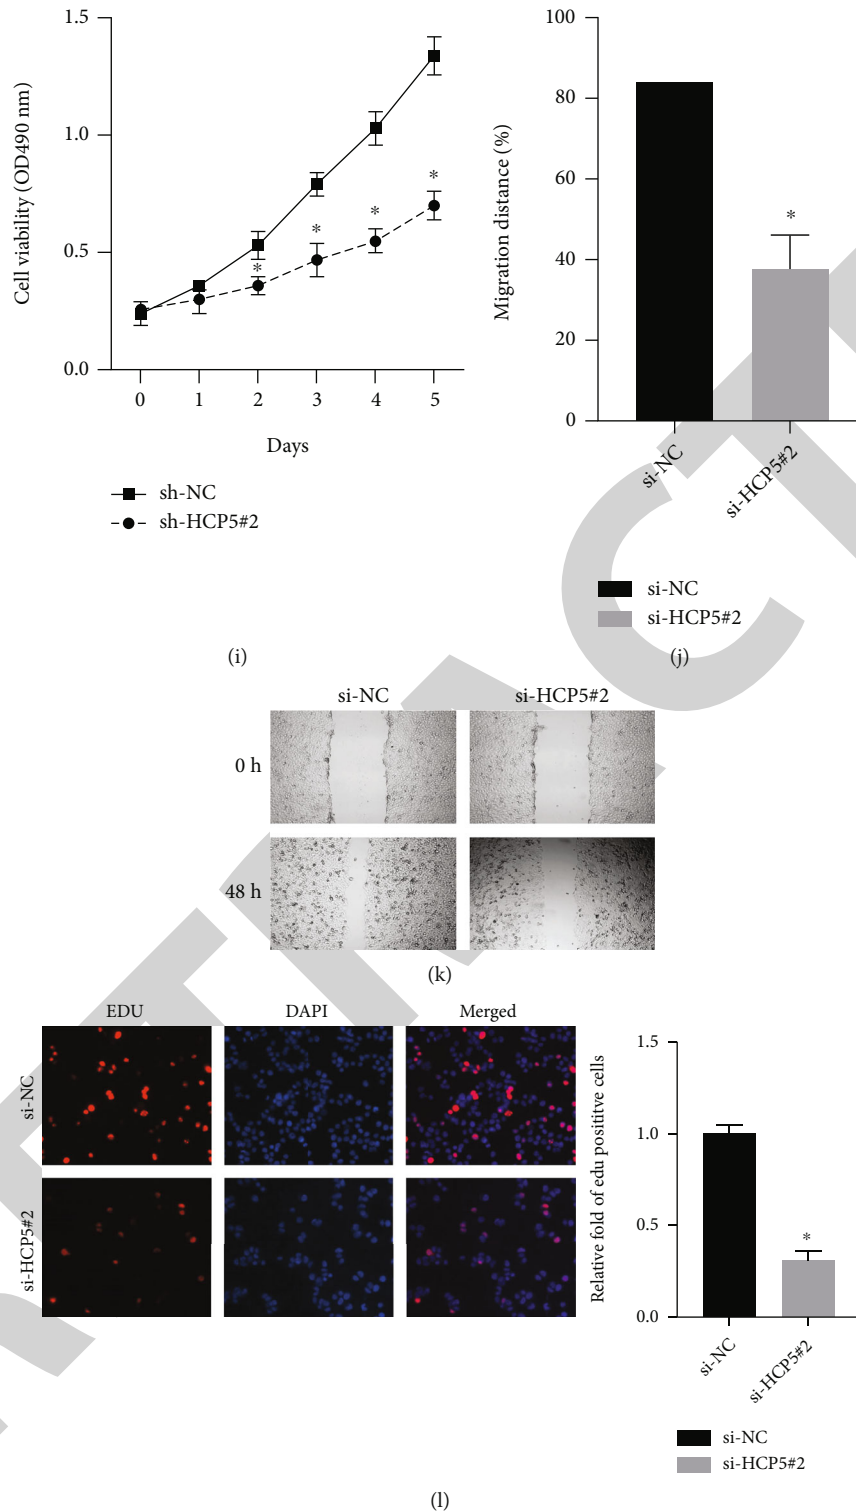 1.5
1.0
0.5
0.0
Cell viability (OD490 nm)
0 1 2 3 4 5
Days
* * * *
sh-NC
sh-HCP5#2
(i)
100
80
60
40
20
0
Migration distance (%)
*
si-NC
si-HCP5#2
si-NC
si-HCP5#2
(j)
si-NC si-HCP5#2
0 h
48 h
(k)
EDU DAPI Merged
si-NC
si-HCP5#2
1.5
1.0
0.5
0.0
Relative fold of edu posititve cells
*
si-NC
si-HCP5#2
si-NC
si-HCP5#2
(l)